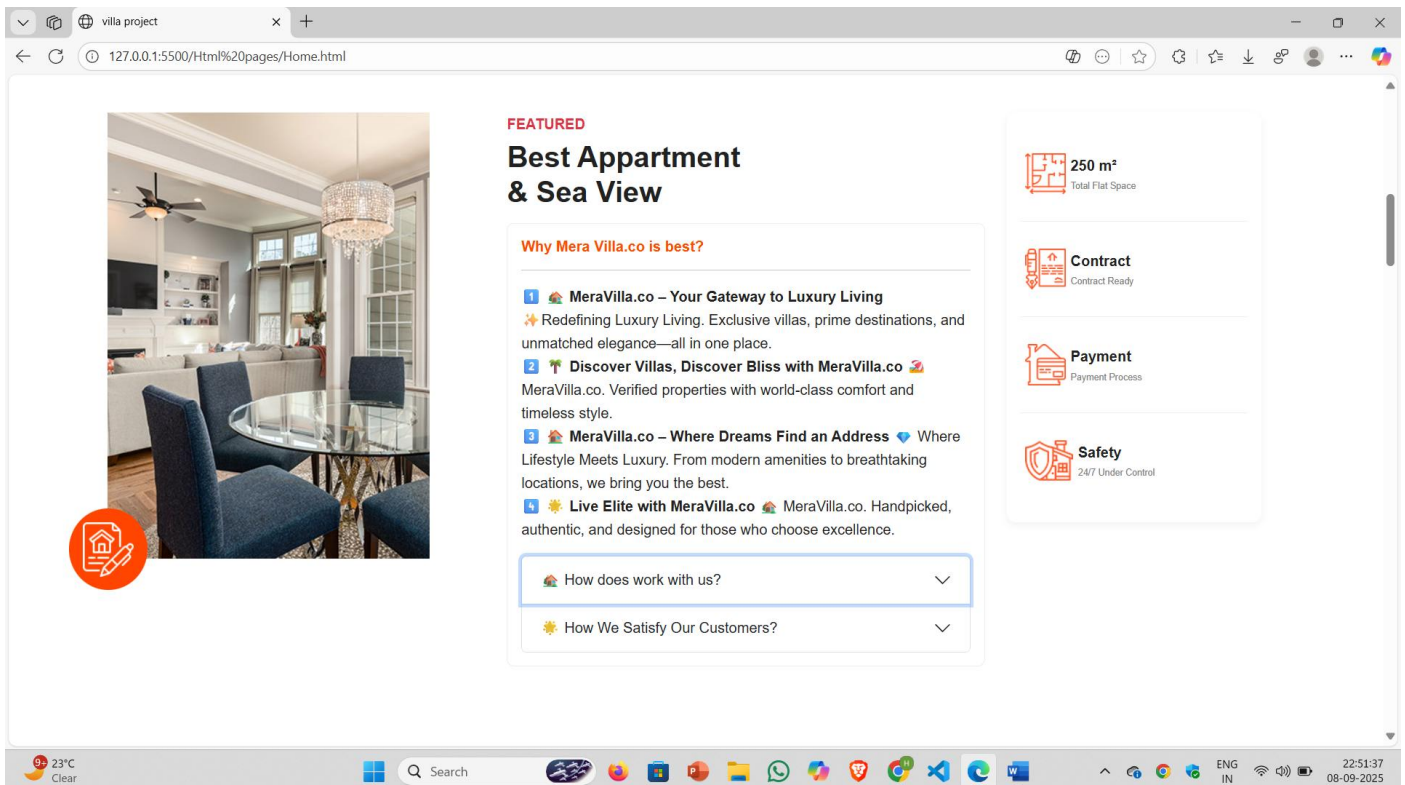 villa project
127.0.0.1:5500/Html%20pages/Home.html
FEATURED
Best Appartment
& Sea View
Why Mera Villa.co is best?
1 MeraVilla.co – Your Gateway to Luxury Living
Redefining Luxury Living. Exclusive villas, prime destinations, and
unmatched elegance—all in one place.
2 Discover Villas, Discover Bliss with MeraVilla.co
MeraVilla.co. Verified properties with world-class comfort and
timeless style.
3 MeraVilla.co – Where Dreams Find an Address Where
Lifestyle Meets Luxury. From modern amenities to breathtaking
locations, we bring you the best.
4 Live Elite with MeraVilla.co MeraVilla.co. Handpicked,
authentic, and designed for those who choose excellence.
How does work with us?
How We Satisfy Our Customers?
250 m²
Total Flat Space
Contract
Contract Ready
Payment
Payment Process
Safety
24/7 Under Control
9+
23°C
Clear
Search
ENG
IN
22:51:37
08-09-2025